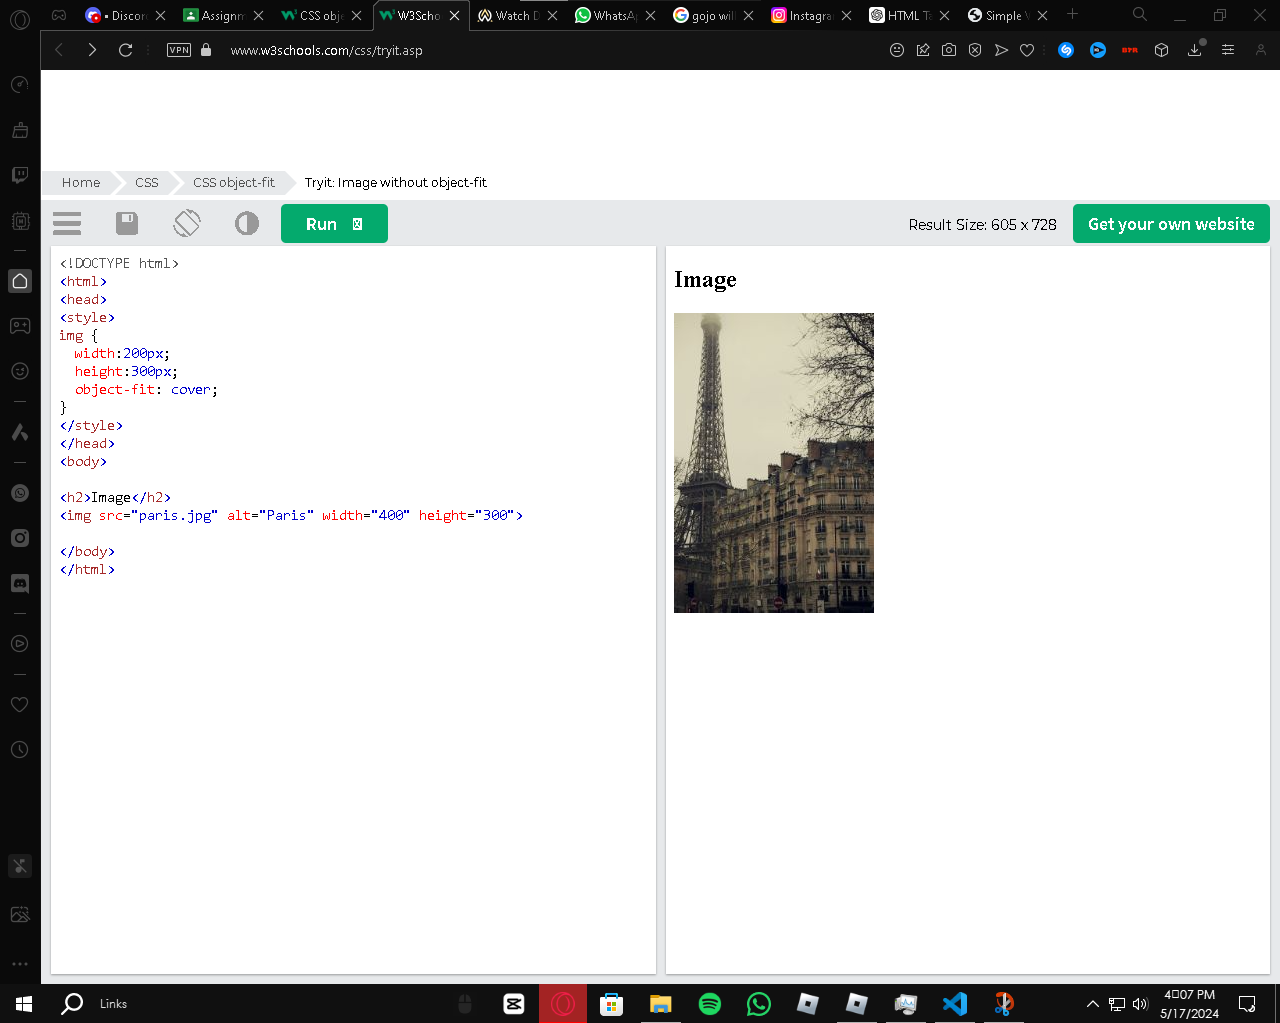 Discor
Assignm
CSS obje
W3Scho
Watch D
WhatsAp
gojo will
Instagra
HTML Ta
Simple
VPN
www.w3schools.com/css/tryit.asp
Home
CSS
CSS object-fit
Tryit: Image without object-fit
Run
Result Size: 605 x 728
Get your own website
<!DOCTYPE html>
<html>
<head>
<style>
img {
  width:200px;
  height:300px;
  object-fit: cover;
}
</style>
</head>
<body>
<h2>Image</h2>
<img src="paris.jpg" alt="Paris" width="400" height="300">
</body>
</html>
Image
Links
4:07 PM
5/17/2024